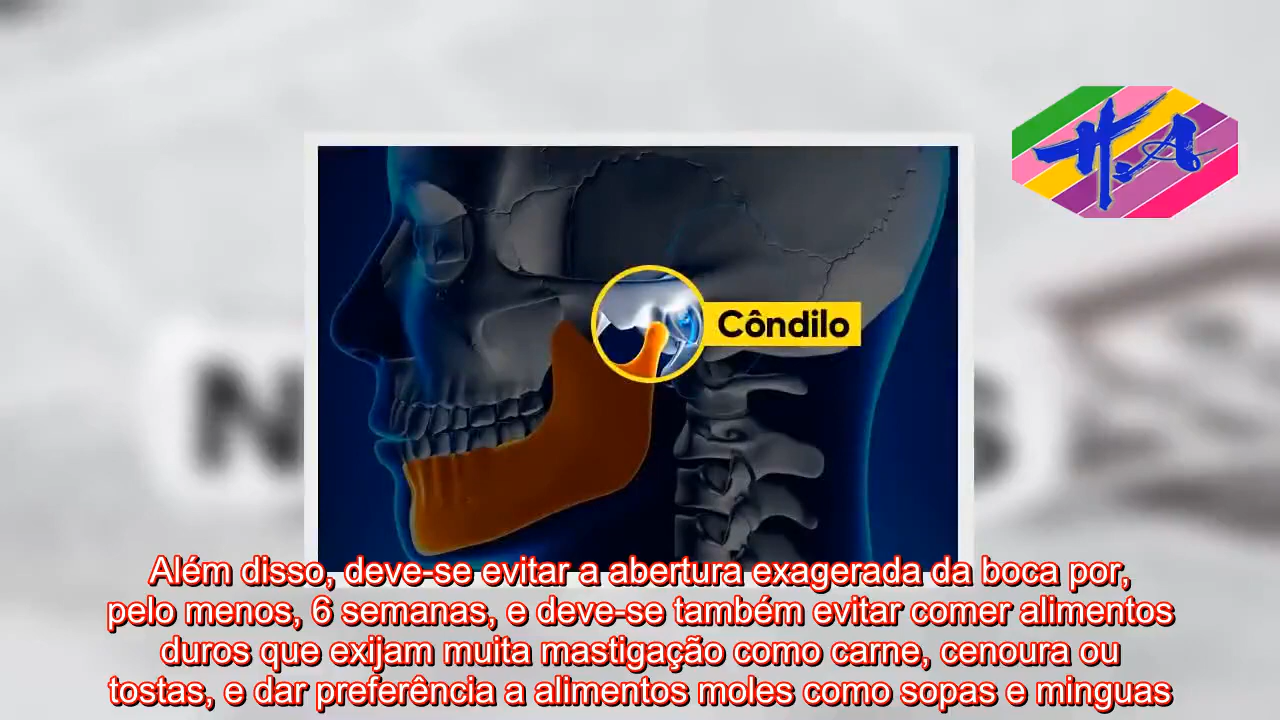 H.A
Côndilo
N
S
Além disso, deve-se evitar a abertura exagerada da boca por,
pelo menos, 6 semanas, e deve-se também evitar comer alimentos
duros que exijam muita mastigação como carne, cenoura ou
tostas, e dar preferência a alimentos moles como sopas e minguas